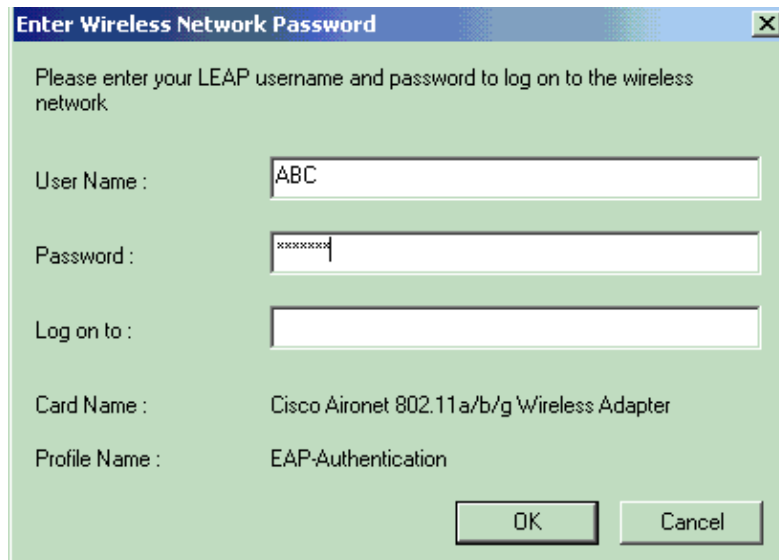 Enter Wireless Network Password
Please enter your LEAP username and password to log on to the wireless
network
User Name : ABC
Password : *******
Log on to :
Card Name : Cisco Aironet 802.11a/b/g Wireless Adapter
Profile Name : EAP-Authentication
OK Cancel